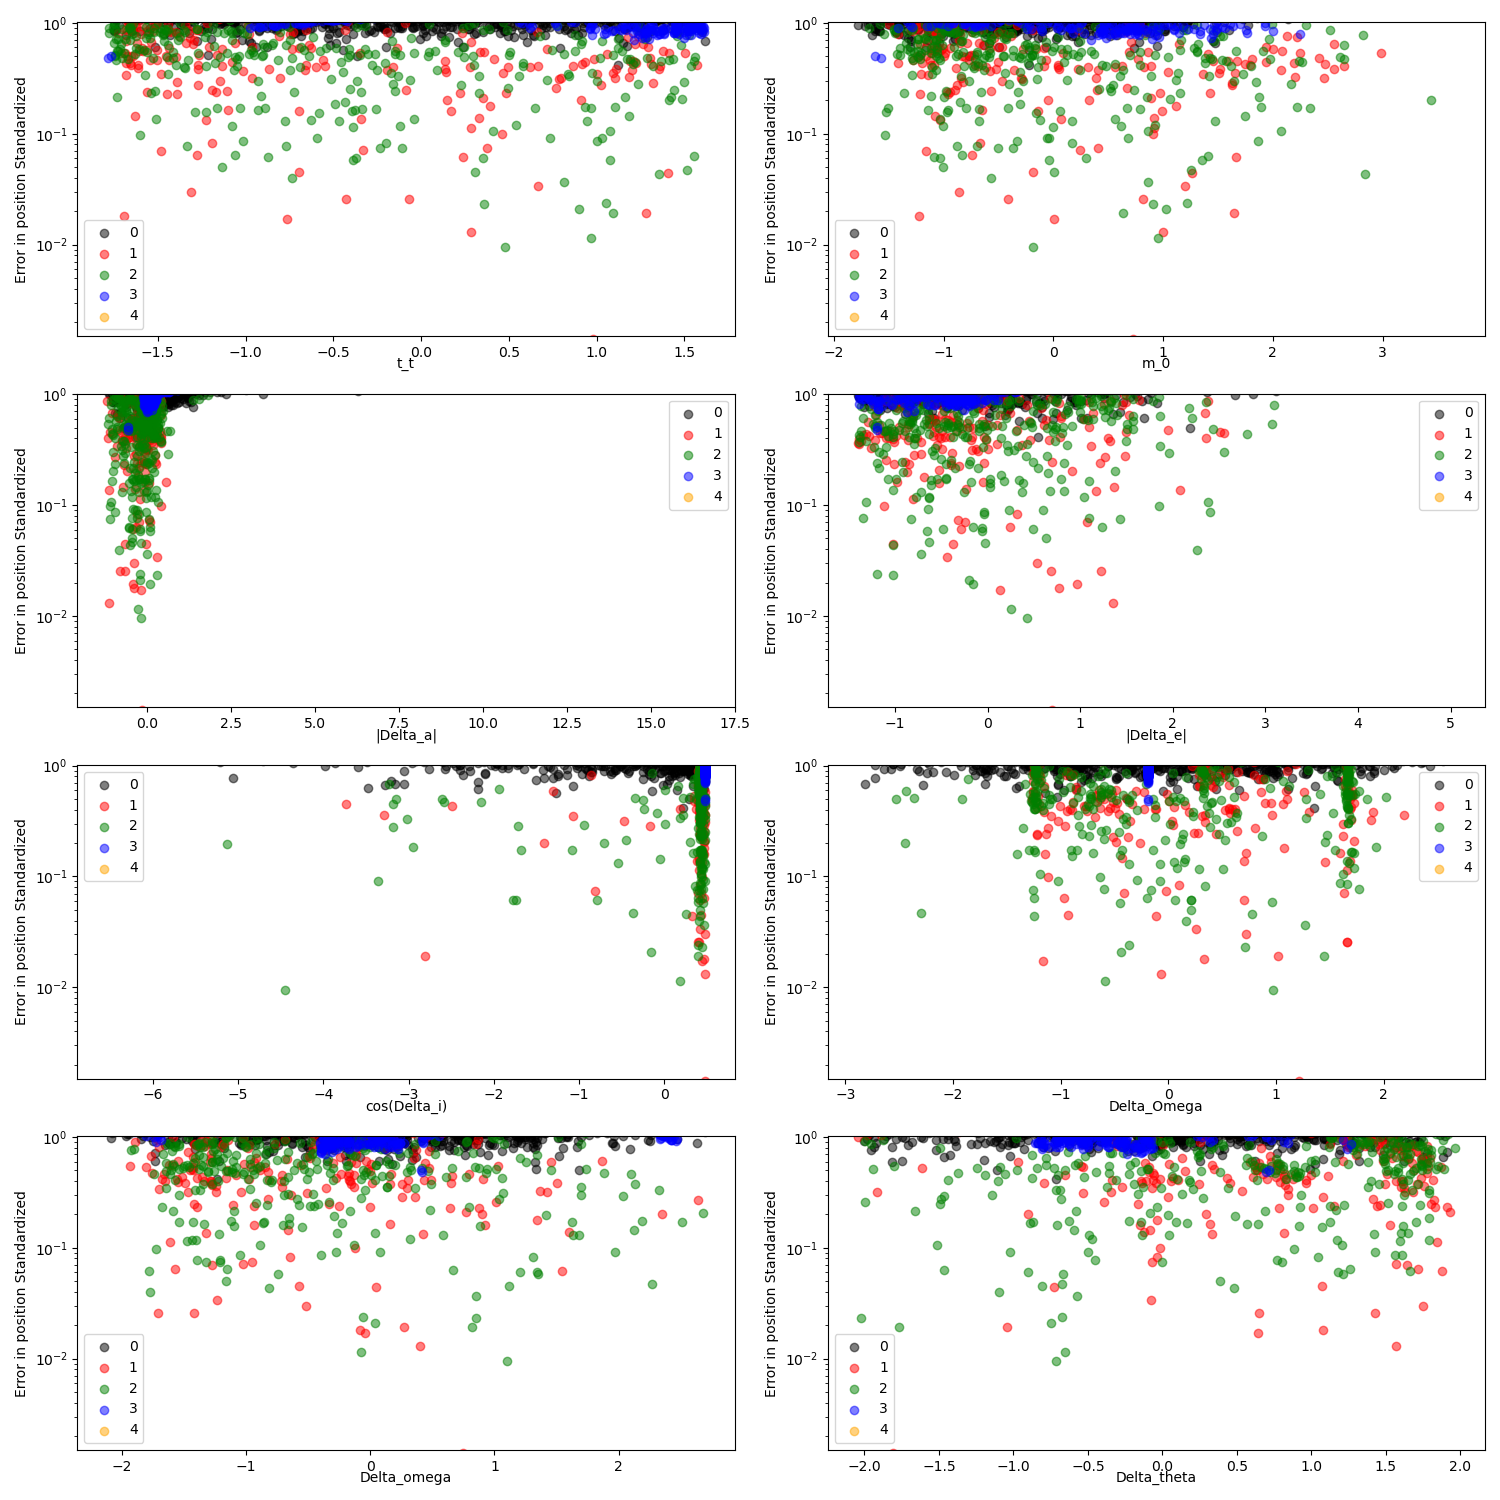 Error in position Standardized
10⁰
10⁻¹
10⁻²
0
1
2
3
4
−1.5 −1.0 −0.5 0.0 0.5 1.0 1.5
t_t
Error in position Standardized
10⁰
10⁻¹
10⁻²
0
1
2
3
4
−2 −1 0 1 2 3
m_0
Error in position Standardized
10⁰
10⁻¹
10⁻²
0
1
2
3
4
0.0 2.5 5.0 7.5 10.0 12.5 15.0 17.5
|Delta_a|
Error in position Standardized
10⁰
10⁻¹
10⁻²
0
1
2
3
4
−1 0 1 2 3 4 5
|Delta_e|
Error in position Standardized
10⁰
10⁻¹
10⁻²
0
1
2
3
4
−6 −5 −4 −3 −2 −1 0
cos(Delta_i)
Error in position Standardized
10⁰
10⁻¹
10⁻²
0
1
2
3
4
−3 −2 −1 0 1 2
Delta_Omega
Error in position Standardized
10⁰
10⁻¹
10⁻²
0
1
2
3
4
−2 −1 0 1 2
Delta_omega
Error in position Standardized
10⁰
10⁻¹
10⁻²
0
1
2
3
4
−2.0 −1.5 −1.0 −0.5 0.0 0.5 1.0 1.5 2.0
Delta_theta